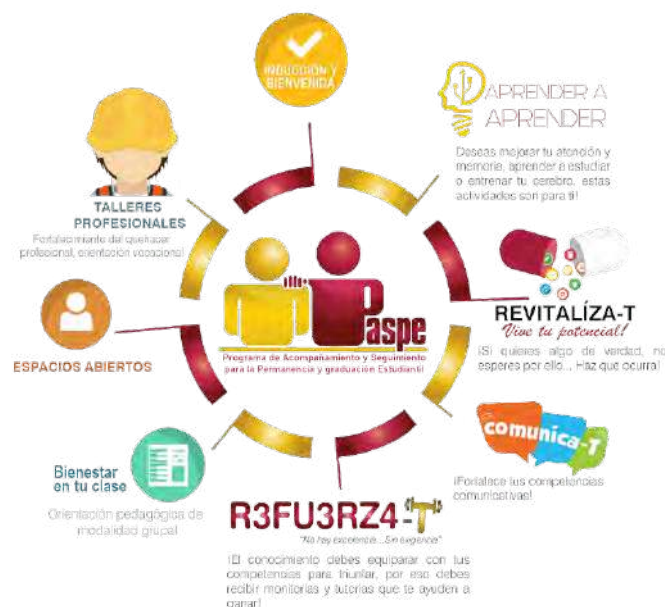 INDUCCIÓN Y
BIENVENIDA
APRENDER A
APRENDER
Deseas mejorar tu atención y
memoria, aprender a estudiar
o entrenar tu cerebro, estas
actividades son para ti!
REVITALÍZA-T
Vive tu potencial!
¡Si quieres algo de verdad, no
esperes por ello... Haz que ocurra!
comunica-T
¡Fortalece tus competencias
comunicativas!
R3FU3RZ4-T
"No hay excelencia...Sin exigencia"
¡El conocimiento debes equiparar con tus
competencias para triunfar, por eso debes
recibir monitorías y tutorías que te ayuden a
ganar!
Bienestar
en tu clase
Orientación pedagógica de
modalidad grupal
ESPACIOS ABIERTOS
TALLERES
PROFESIONALES
Fortalecimiento del quehacer
profesional, orientación vocacional
Paspe
Programa de Acompañamiento y Seguimiento
para la Permanencia y graduación Estudiantil